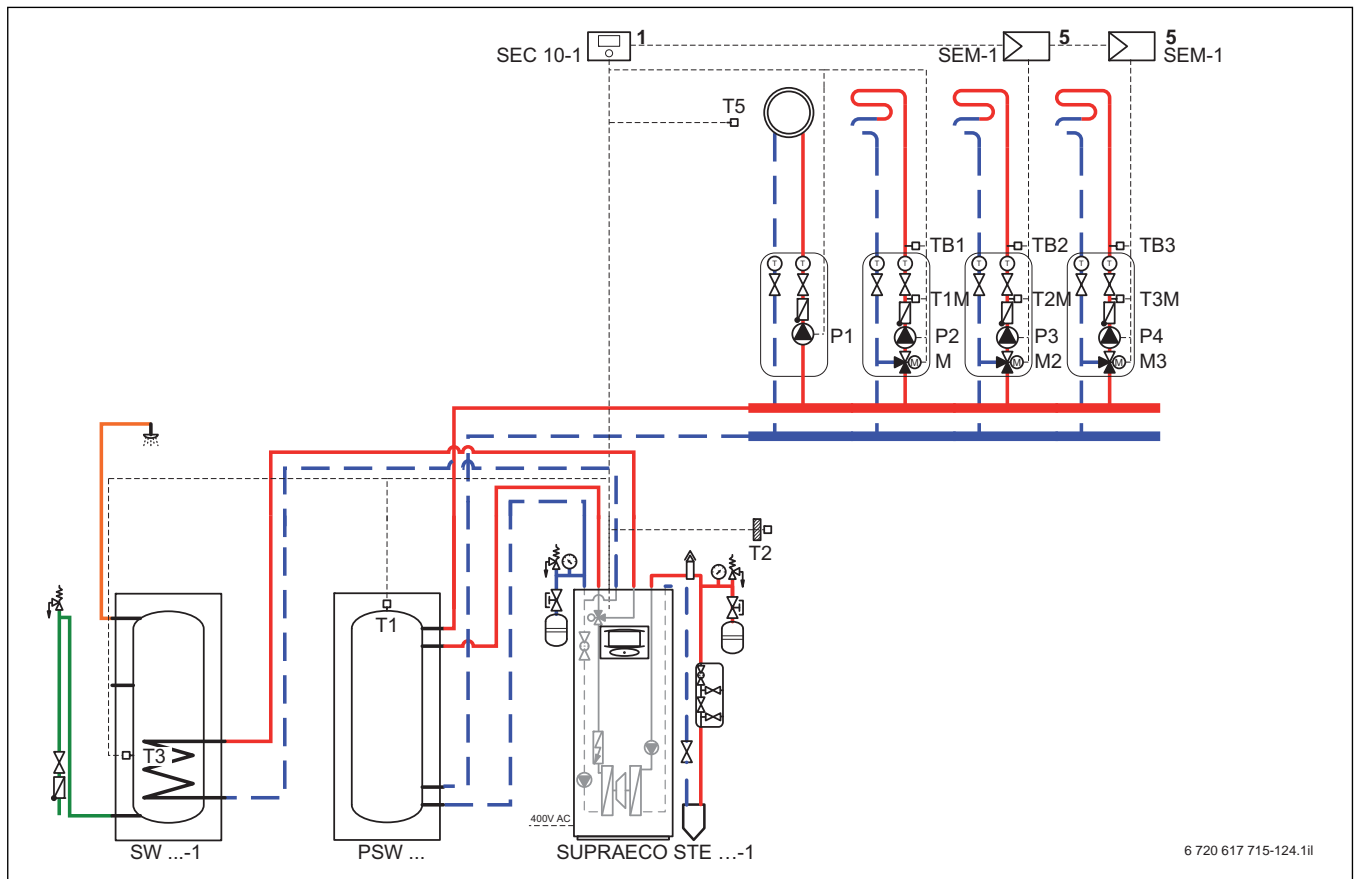 1
SEC 10-1
5
SEM-1
5
SEM-1
T5
T T T T T T T T
TB1
TB2
TB3
T1M
T2M
T3M
P1
P2
P3
P4
M M
M M2
M M3
T2
T1
T3
400V AC
SW ...-1
PSW ...
SUPRAECO STE ...-1
6 720 617 715-124.1il